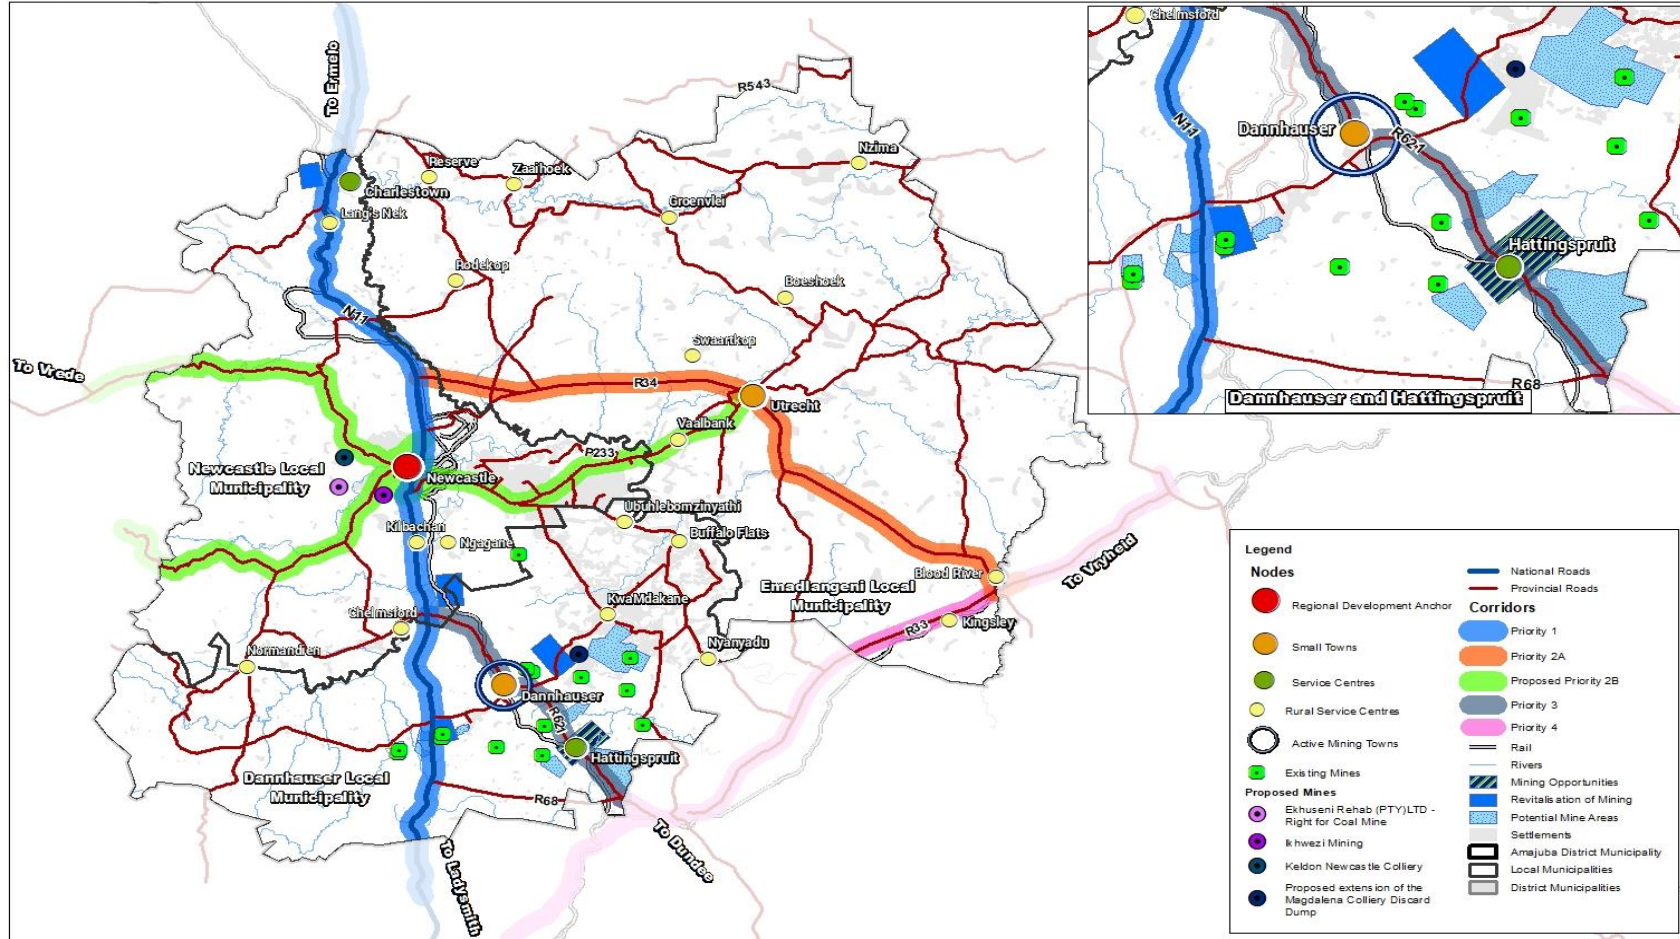 To Ermelo
R543
Nzima
Reserve
Zaaihoek
Charlestown
Lang's Nek
Groenvlei
Rodekop
Boeshoek
N11
Swaartkop
To Vrede
R34
Utrecht
Vaalbank
P233
Newcastle Local
Municipality
Newcastle
Ubuhlebomzinyathi
Kilbachan
Ngagane
Buffalo Flats
Blood River
To Vryheid
Emadlangeni Local
Municipality
KwaMdakane
Chelmsford
R33
Kingsley
Normandien
Nyanyadu
Dannhauser
R621
Hattingspruit
Dannhauser Local
Municipality
R68
To Dundee
To Ladysmith
Chelmsford
N11
Dannhauser
R621
Hattingspruit
R68
Dannhauser and Hattingspruit
Legend
Nodes
Regional Development Anchor
Small Towns
Service Centres
Rural Service Centres
Active Mining Towns
Existing Mines
Proposed Mines
Ekhuseni Rehab (PTY)LTD -
Right for Coal Mine
Ikhwezi Mining
Keldon Newcastle Colliery
Proposed extension of the
Magdalena Colliery Discard
Dump
National Roads
Provincial Roads
Corridors
Priority 1
Priority 2A
Proposed Priority 2B
Priority 3
Priority 4
Rail
Rivers
Mining Opportunities
Revitalisation of Mining
Potential Mine Areas
Settlements
Amajuba District Municipality
Local Municipalities
District Municipalities